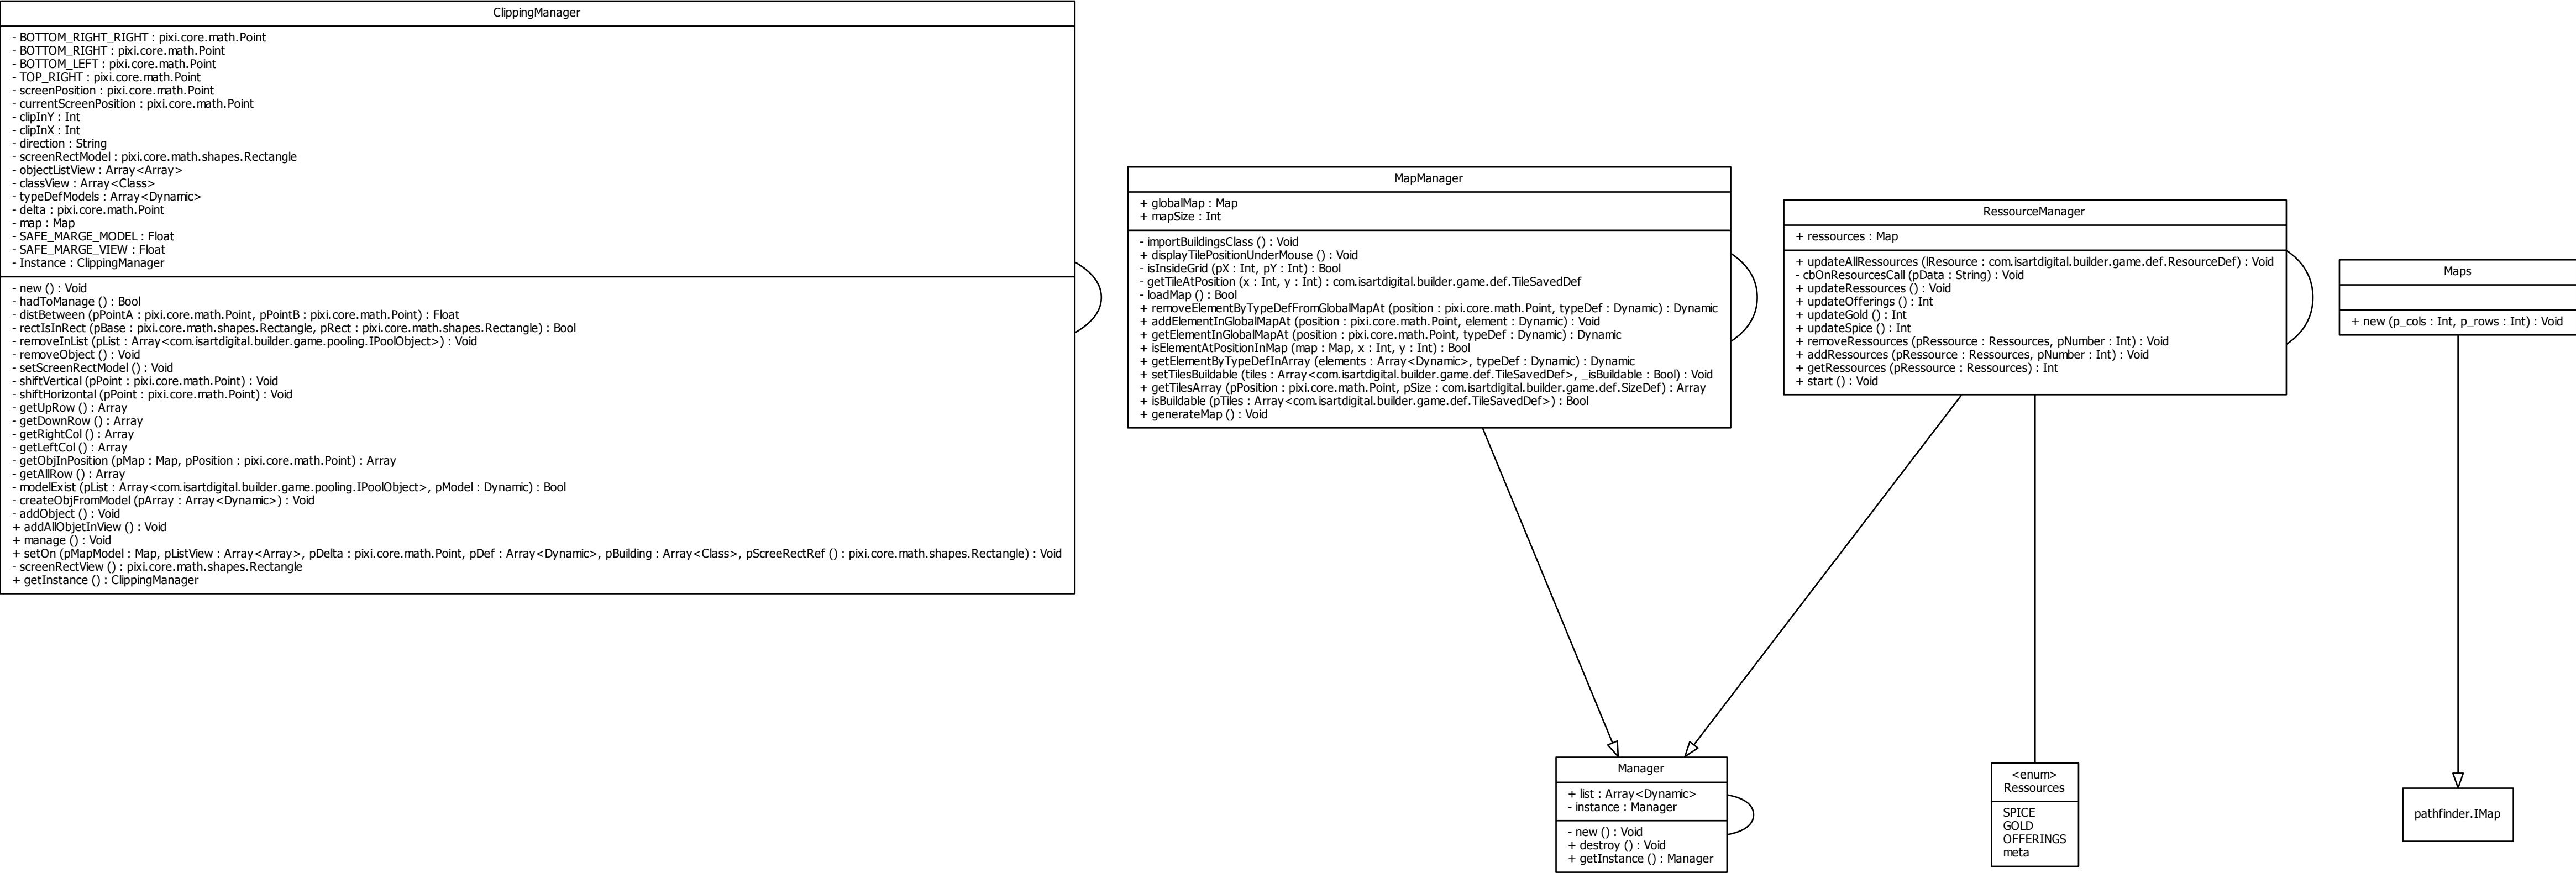 ClippingManager
- BOTTOM_RIGHT_RIGHT : pixi.core.math.Point
- BOTTOM_RIGHT : pixi.core.math.Point
- BOTTOM_LEFT : pixi.core.math.Point
- TOP_RIGHT : pixi.core.math.Point
- screenPosition : pixi.core.math.Point
- currentScreenPosition : pixi.core.math.Point
- clipInY : Int
- clipInX : Int
- direction : String
- screenRectModel : pixi.core.math.shapes.Rectangle
- objectListView : Array<Array>
- classView : Array<Class>
- typeDefModels : Array<Dynamic>
- delta : pixi.core.math.Point
- map : Map
- SAFE_MARGE_MODEL : Float
- SAFE_MARGE_VIEW : Float
- Instance : ClippingManager
- new () : Void
- hadToManage () : Bool
- distBetween (pPointA : pixi.core.math.Point, pPointB : pixi.core.math.Point) : Float
- rectIsInRect (pBase : pixi.core.math.shapes.Rectangle, pRect : pixi.core.math.shapes.Rectangle) : Bool
- removeInList (pList : Array<com.isartdigital.builder.game.pooling.IPoolObject>) : Void
- removeObject () : Void
- setScreenRectModel () : Void
- shiftVertical (pPoint : pixi.core.math.Point) : Void
- shiftHorizontal (pPoint : pixi.core.math.Point) : Void
- getUpRow () : Array
- getDownRow () : Array
- getRightCol () : Array
- getLeftCol () : Array
- getObjInPosition (pMap : Map, pPosition : pixi.core.math.Point) : Array
- getAllRow () : Array
- modelExist (pList : Array<com.isartdigital.builder.game.pooling.IPoolObject>, pModel : Dynamic) : Bool
- createObjFromModel (pArray : Array<Dynamic>) : Void
- addObject () : Void
+ addAllObjetInView () : Void
+ manage () : Void
+ setOn (pMapModel : Map, pListView : Array<Array>, pDelta : pixi.core.math.Point, pDef : Array<Dynamic>, pBuilding : Array<Class>, pScreeRectRef () : pixi.core.math.shapes.Rectangle) : Void
- screenRectView () : pixi.core.math.shapes.Rectangle
+ getInstance () : ClippingManager
MapManager
+ globalMap : Map
+ mapSize : Int
- importBuildingsClass () : Void
+ displayTilePositionUnderMouse () : Void
- isInsideGrid (pX : Int, pY : Int) : Bool
- getTileAtPosition (x : Int, y : Int) : com.isartdigital.builder.game.def.TileSavedDef
- loadMap () : Bool
+ removeElementByTypeDefFromGlobalMapAt (position : pixi.core.math.Point, typeDef : Dynamic) : Dynamic
+ addElementInGlobalMapAt (position : pixi.core.math.Point, element : Dynamic) : Void
+ getElementInGlobalMapAt (position : pixi.core.math.Point, typeDef : Dynamic) : Dynamic
+ isElementAtPositionInMap (map : Map, x : Int, y : Int) : Bool
+ getElementByTypeDefInArray (elements : Array<Dynamic>, typeDef : Dynamic) : Dynamic
+ setTilesBuildable (tiles : Array<com.isartdigital.builder.game.def.TileSavedDef>, _isBuildable : Bool) : Void
+ getTilesArray (pPosition : pixi.core.math.Point, pSize : com.isartdigital.builder.game.def.SizeDef) : Array
+ isBuildable (pTiles : Array<com.isartdigital.builder.game.def.TileSavedDef>) : Bool
+ generateMap () : Void
RessourceManager
+ ressources : Map
+ updateAllRessources (lResource : com.isartdigital.builder.game.def.ResourceDef) : Void
- cbOnResourcesCall (pData : String) : Void
+ updateRessources () : Void
+ updateOfferings () : Int
+ updateGold () : Int
+ updateSpice () : Int
+ removeRessources (pRessource : Ressources, pNumber : Int) : Void
+ addRessources (pRessource : Ressources, pNumber : Int) : Void
+ getRessources (pRessource : Ressources) : Int
+ start () : Void
Maps
+ new (p_cols : Int, p_rows : Int) : Void
Manager
+ list : Array<Dynamic>
- instance : Manager
- new () : Void
+ destroy () : Void
+ getInstance () : Manager
<enum>
Ressources
SPICE
GOLD
OFFERINGS
meta
pathfinder.IMap